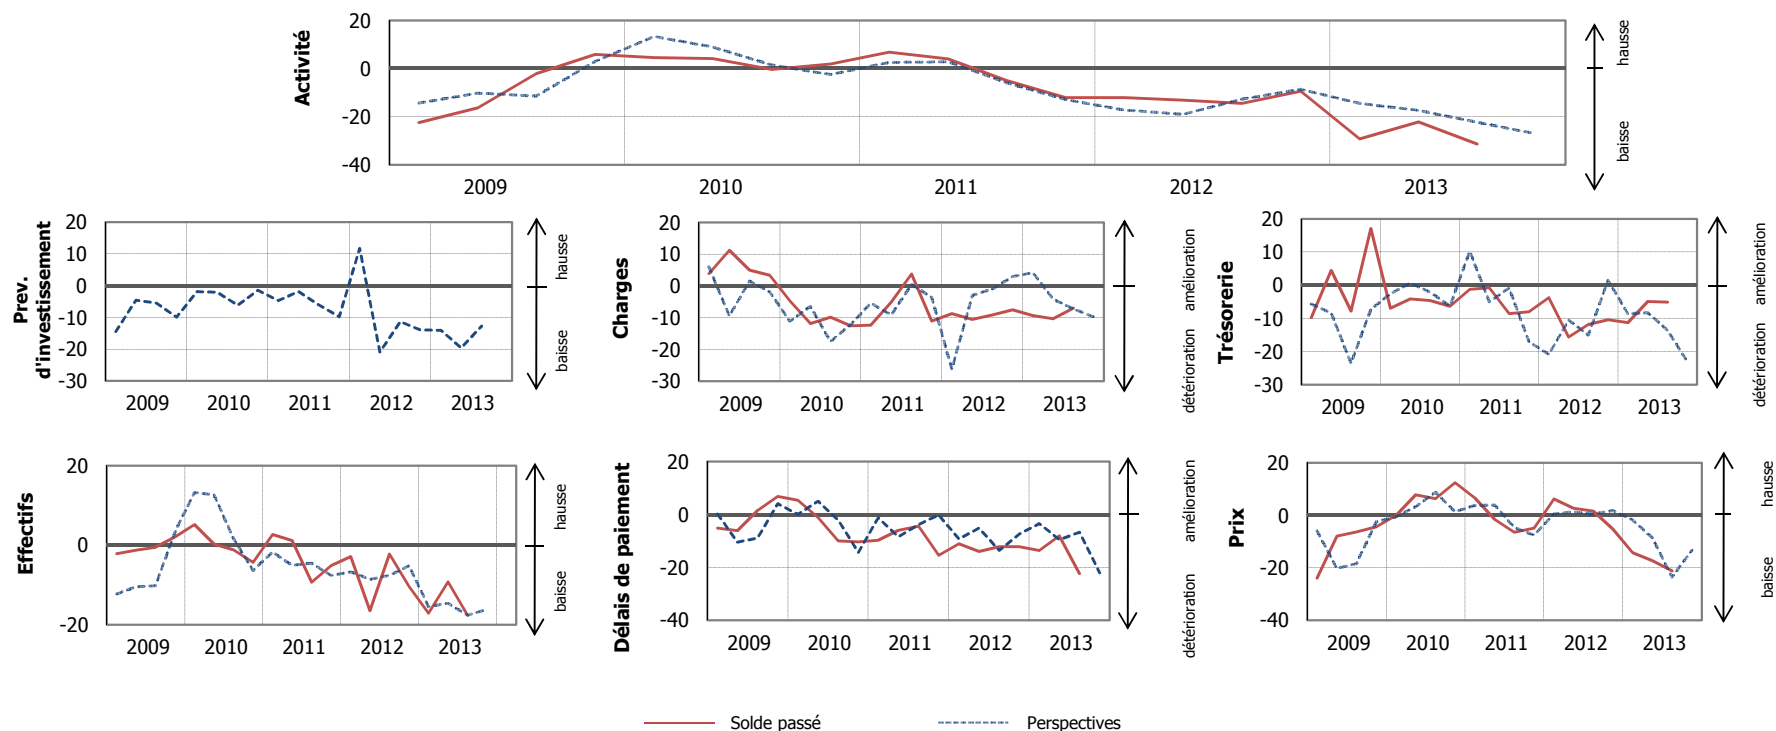 Activité
20
0
-20
-40
2009 2010 2011 2012 2013
hausse
baisse
Prev.
d'investissement
20
10
0
-10
-20
-30
2009 2010 2011 2012 2013
hausse
baisse
Charges
20
10
0
-10
-20
-30
2009 2010 2011 2012 2013
amélioration
détérioration
Trésorerie
20
10
0
-10
-20
-30
2009 2010 2011 2012 2013
amélioration
détérioration
Effectifs
20
0
-20
2009 2010 2011 2012 2013
hausse
baisse
Délais de paiement
20
0
-20
-40
2009 2010 2011 2012 2013
amélioration
détérioration
Prix
20
0
-20
-40
2009 2010 2011 2012 2013
hausse
baisse
Solde passé Perspectives